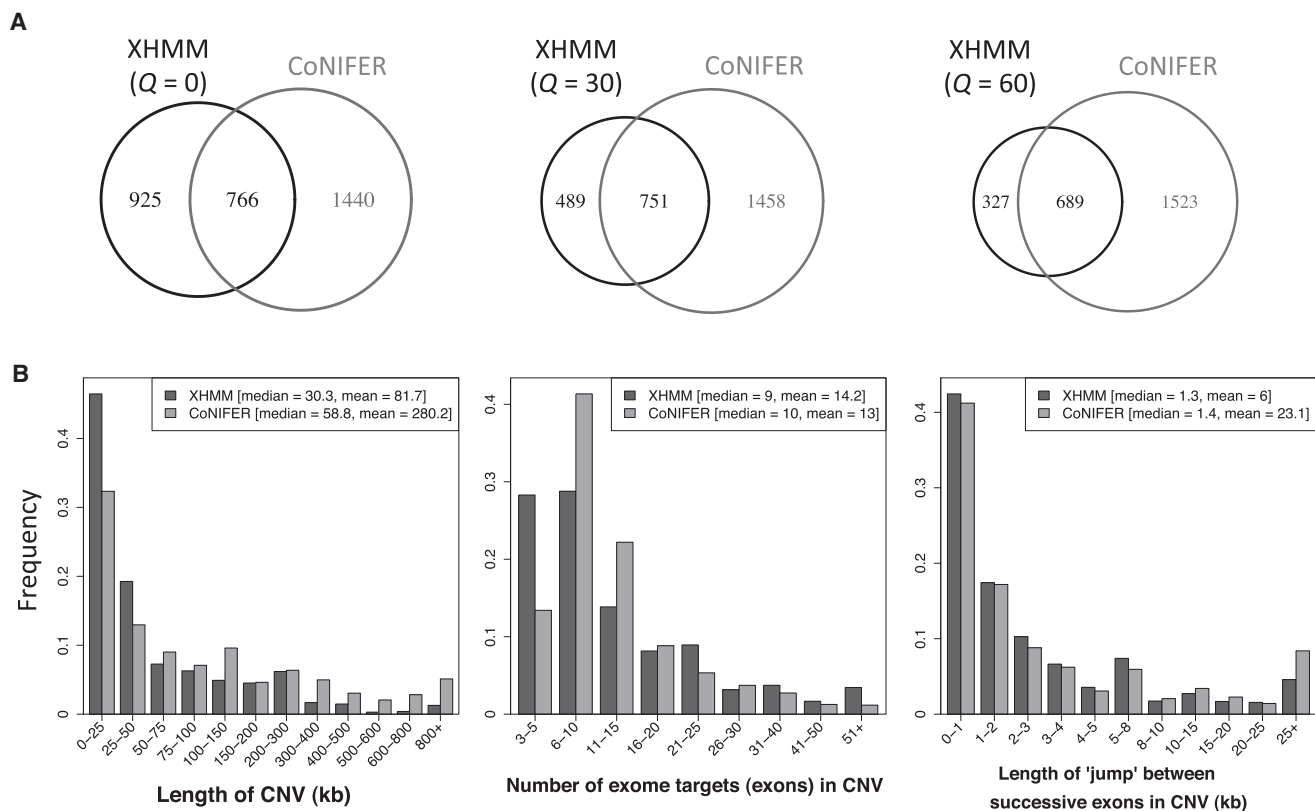 A
XHMM
(Q = 0)
CoNIFER
925
766
1440
XHMM
(Q = 30)
CoNIFER
489
751
1458
XHMM
(Q = 60)
CoNIFER
327
689
1523
B
Frequency
0
0.1
0.2
0.3
0.4
XHMM [median = 30.3, mean = 81.7]
CoNIFER [median = 58.8, mean = 280.2]
0–25
25–50
50–75
75–100
100–150
150–200
200–300
300–400
400–500
500–600
600–800
800+
Length of CNV (kb)
0
0.1
0.2
0.3
0.4
XHMM [median = 9, mean = 14.2]
CoNIFER [median = 10, mean = 13]
3–5
6–10
11–15
16–20
21–25
26–30
31–40
41–50
51+
Number of exome targets (exons) in CNV
0
0.1
0.2
0.3
0.4
XHMM [median = 1.3, mean = 6]
CoNIFER [median = 1.4, mean = 23.1]
0–1
1–2
2–3
3–4
4–5
5–8
8–10
10–15
15–20
20–25
25+
Length of 'jump' between
successive exons in CNV (kb)